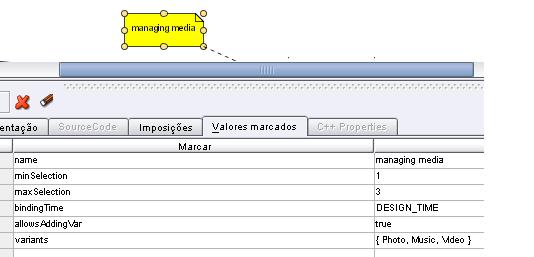 managing media
entação SourceCode Imposições Valores marcados C++ Properties
Marcar
name managing media
minSelection 1
maxSelection 3
bindingTime DESIGN_TIME
allowsAddingVar true
variants { Photo, Music, Video }